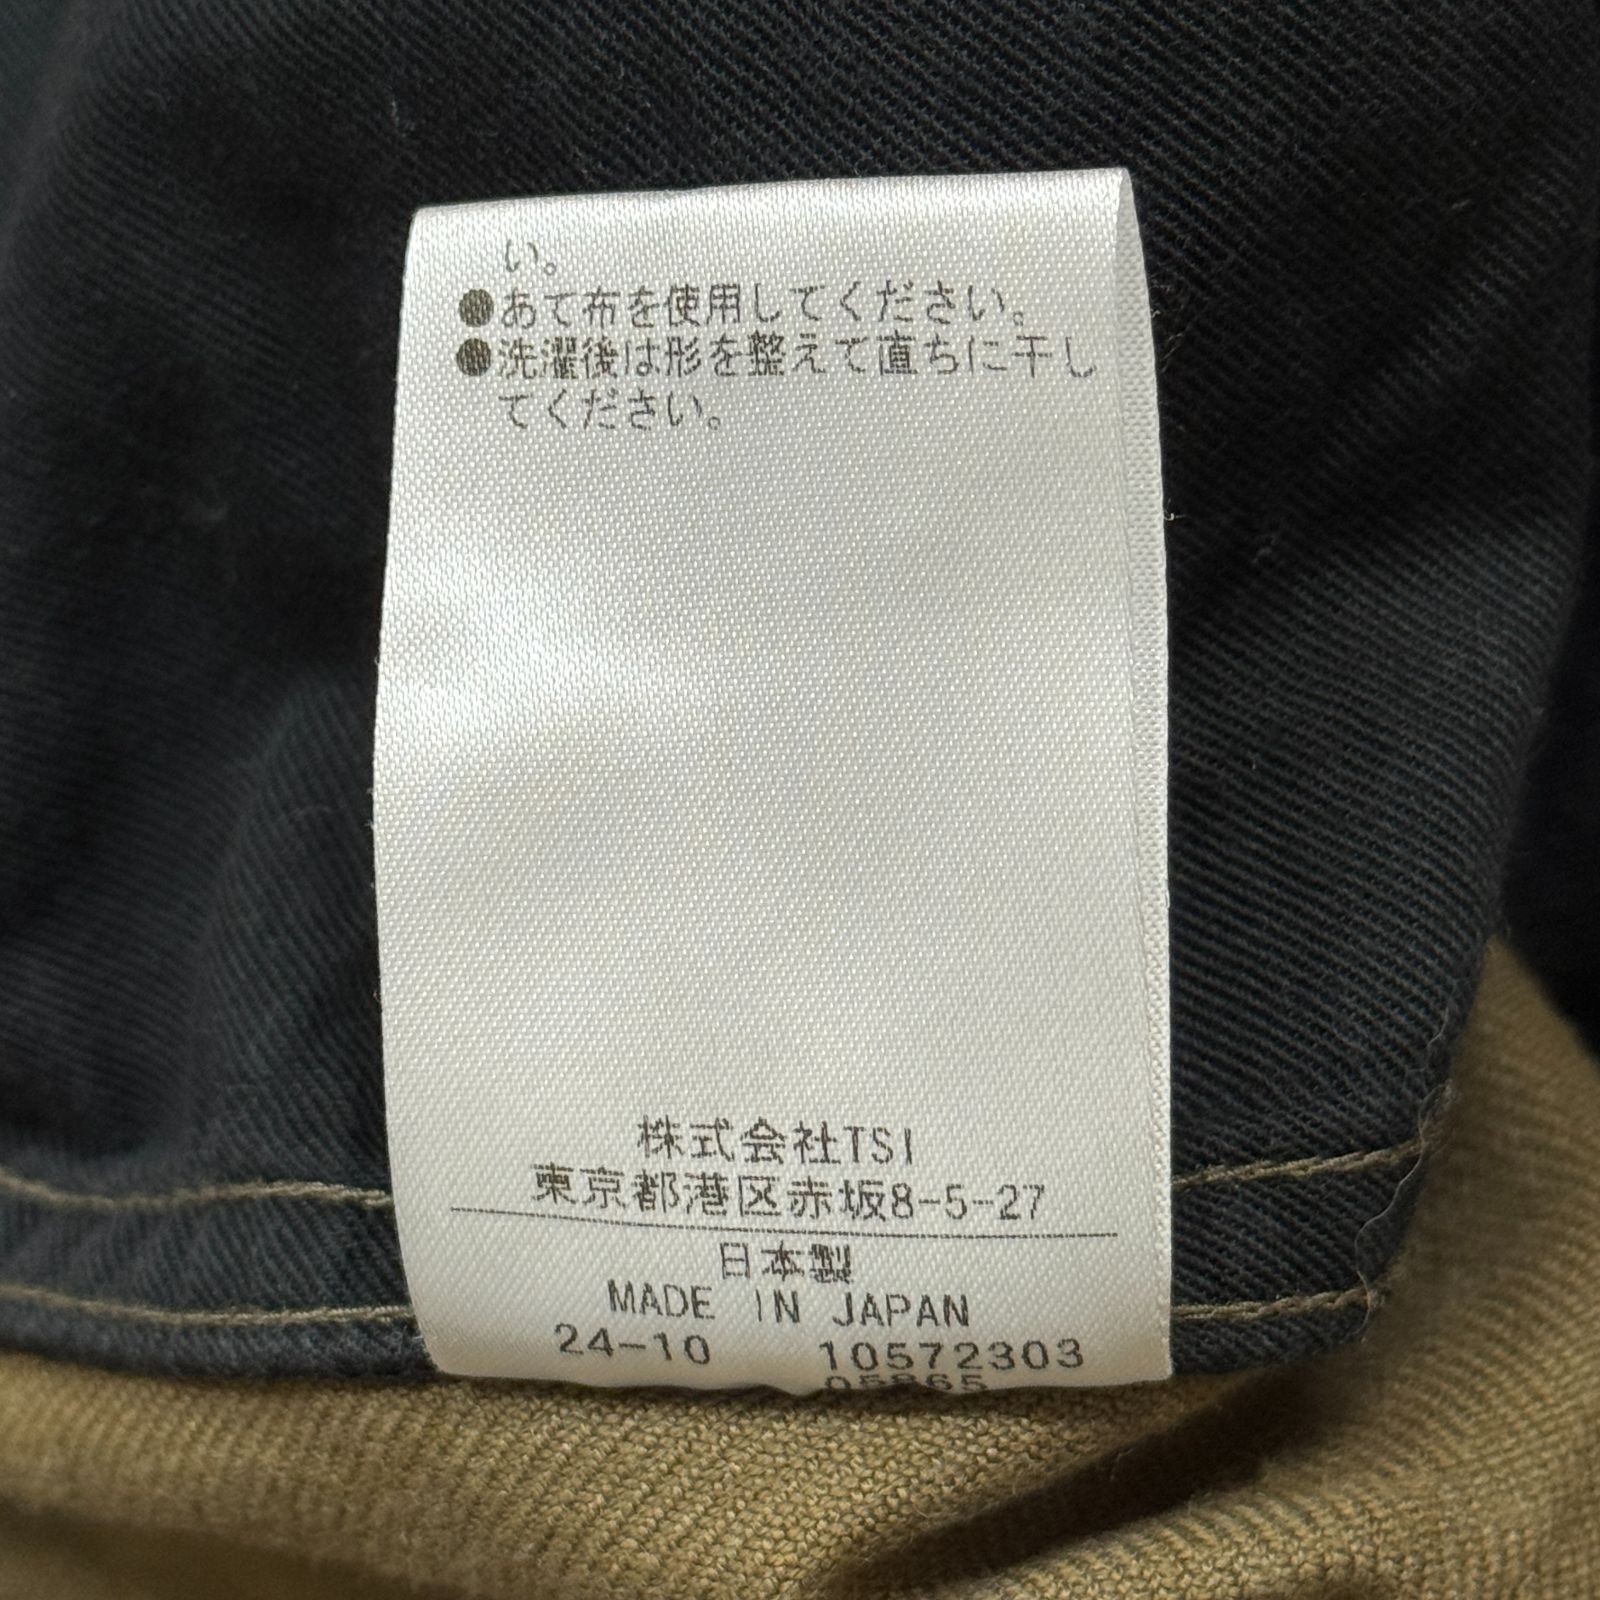 い。
●あて布を使用してください。
●洗濯後は形を整えて直ちに干し
てください。
株式会社TSI
東京都港区赤坂8-5-27
日本製
MADE IN JAPAN
24-10 10572303
05865